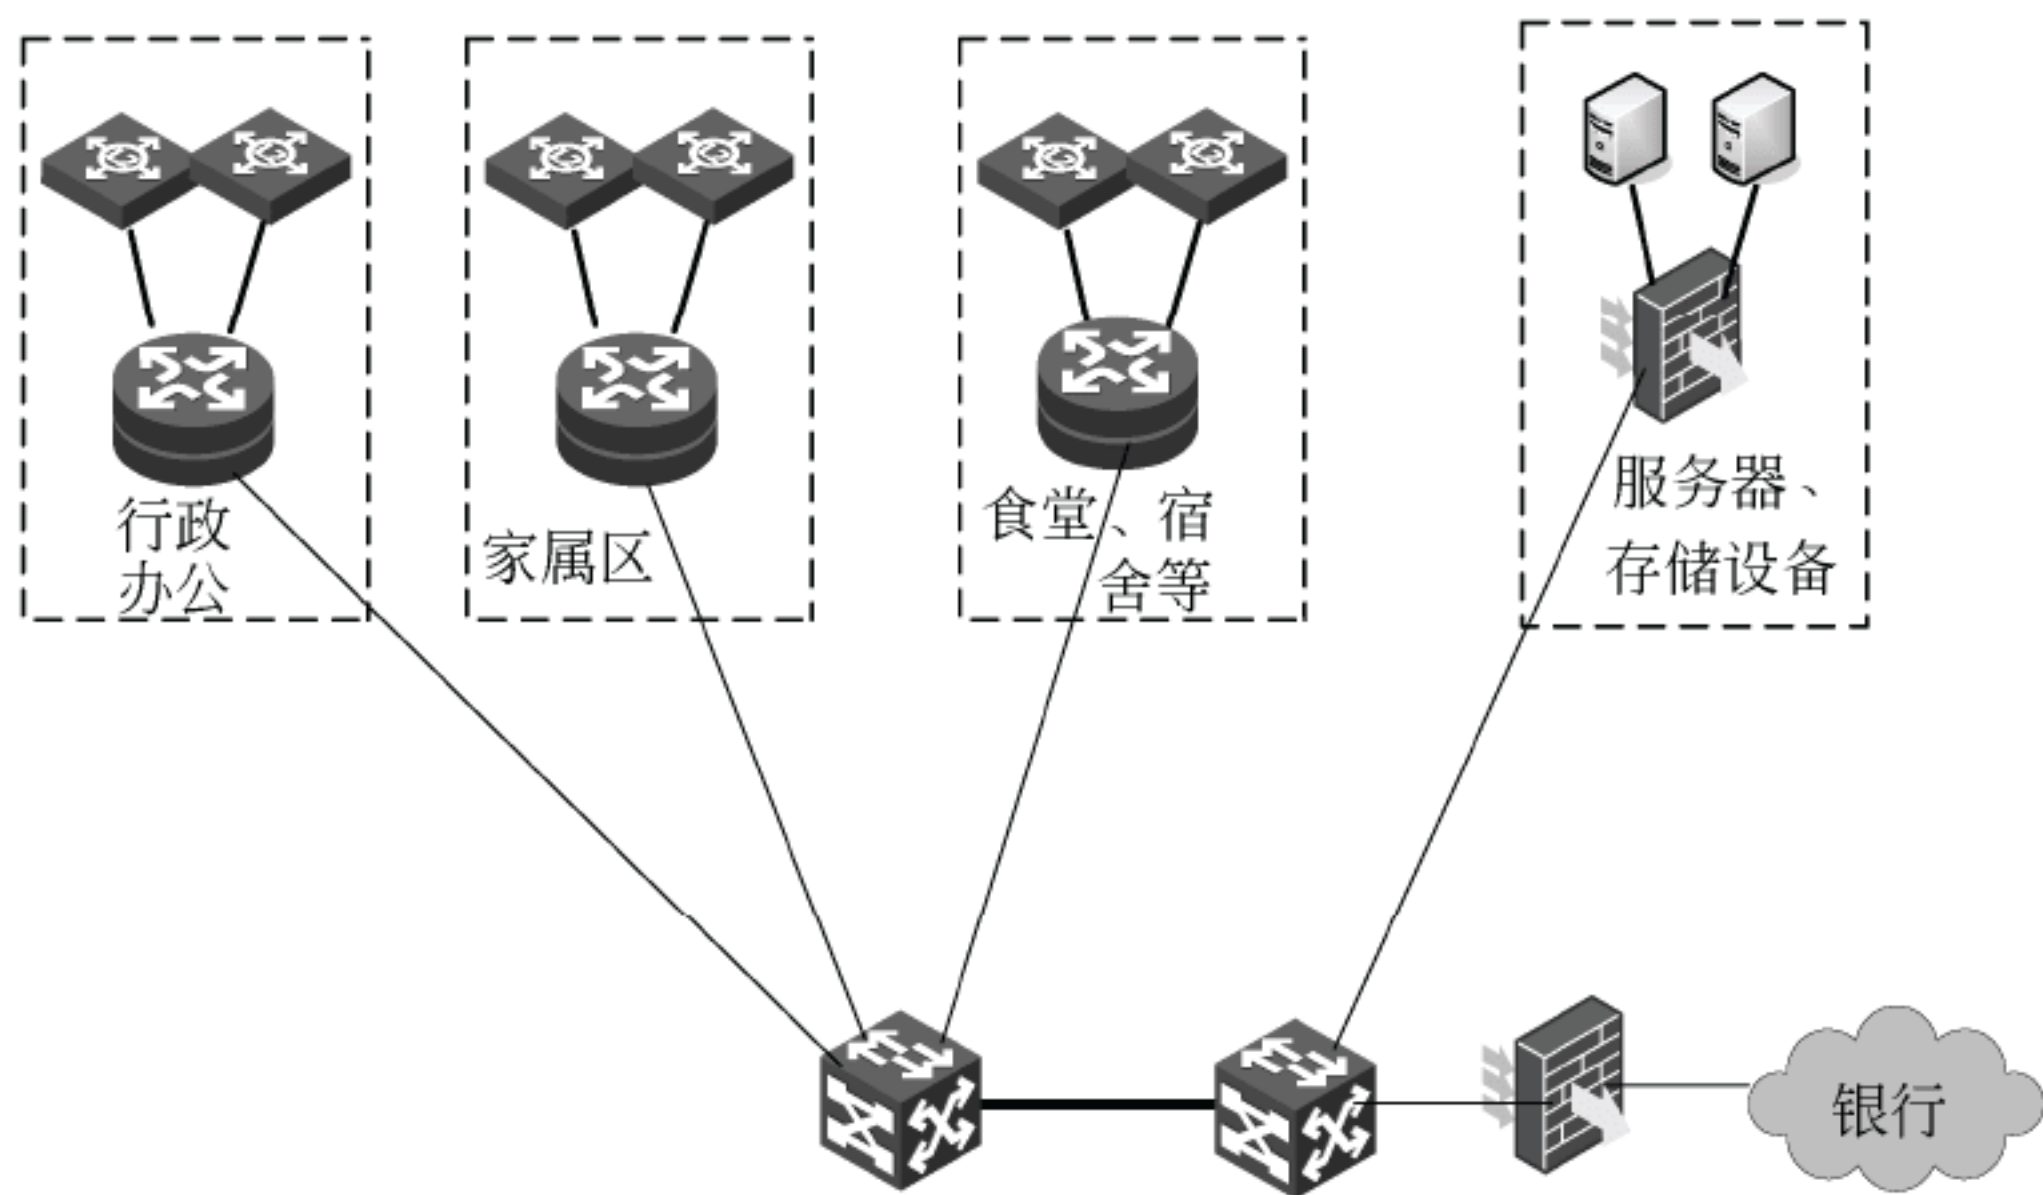 行政
办公
家属区
食堂、宿
舍等
服务器、
存储设备
银行